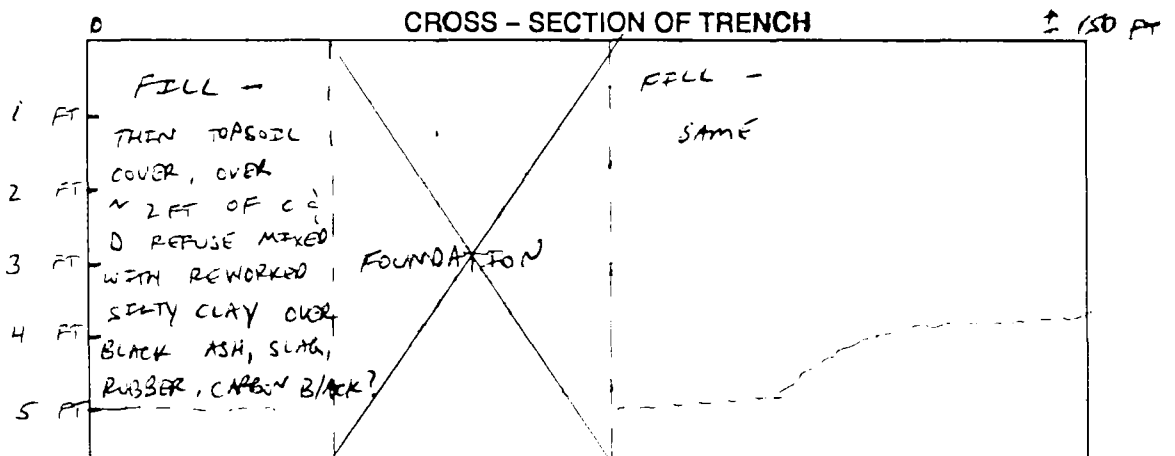 0 CROSS – SECTION OF TRENCH ± 150 FT
FILL –
THIN TOPSOIL
COVER, OVER
~ 2 FT OF C &
D REFUSE MIXED
WITH REWORKED
SILTY CLAY OVER
BLACK ASH, SLAG,
RUBBER, CARBON BLACK?
1 FT
2 FT
3 FT
4 FT
5 FT
FOUNDATION
FILL –
SAME